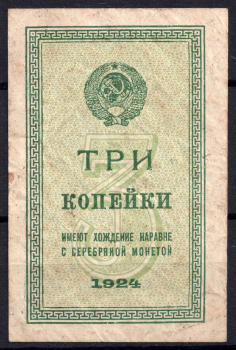 ТРИ
КОПЕЙКИ
ИМЕЮТ ХОЖДЕНИЕ НАРАВНЕ
С СЕРЕБРЯНОЙ МОНЕТОЙ
1924